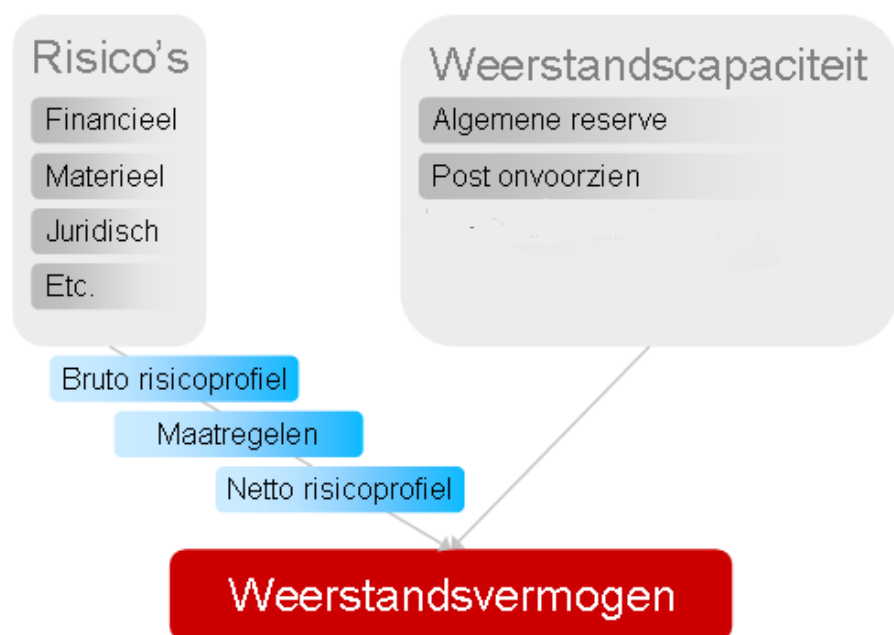 Risico's
Financieel
Materieel
Juridisch
Etc.
Weerstandscapaciteit
Algemene reserve
Post onvoorzien
Bruto risicoprofiel
Maatregelen
Netto risicoprofiel
Weerstandsvermogen